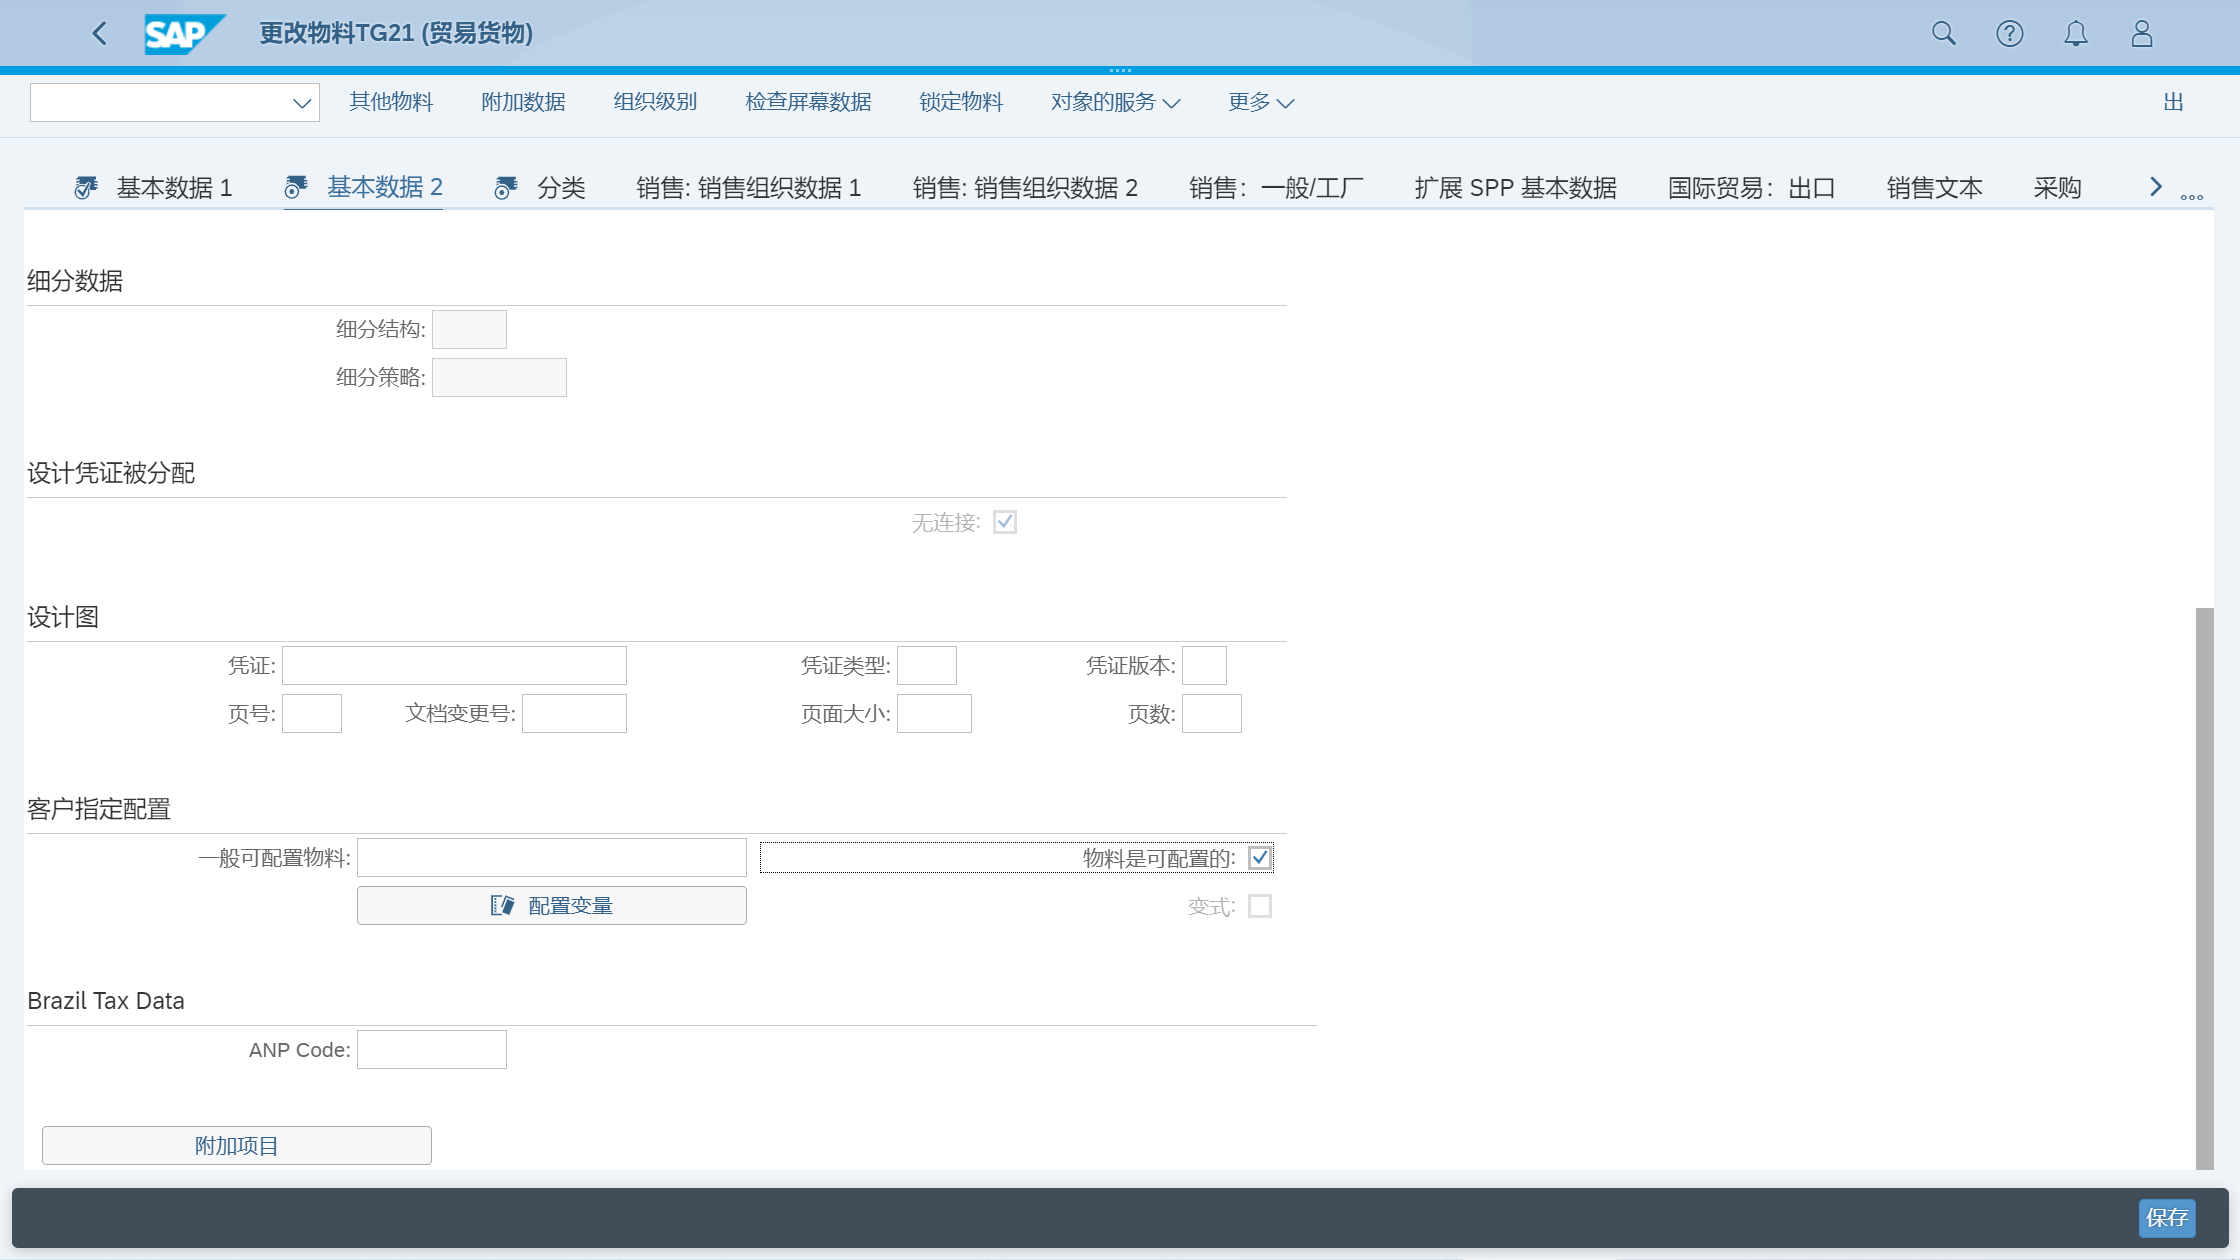 SAP 更改物料TG21 (贸易货物)
其他物料 附加数据 组织级别 检查屏幕数据 锁定物料 对象的服务 更多 出
基本数据 1 基本数据 2 分类 销售: 销售组织数据 1 销售: 销售组织数据 2 销售：一般/工厂 扩展 SPP 基本数据 国际贸易：出口 销售文本 采购
细分数据
细分结构:
细分策略:
设计凭证被分配
无连接:
设计图
凭证: 凭证类型: 凭证版本:
页号: 文档变更号: 页面大小: 页数:
客户指定配置
一般可配置物料: 物料是可配置的:
配置变量 变式:
Brazil Tax Data
ANP Code:
附加项目
保存